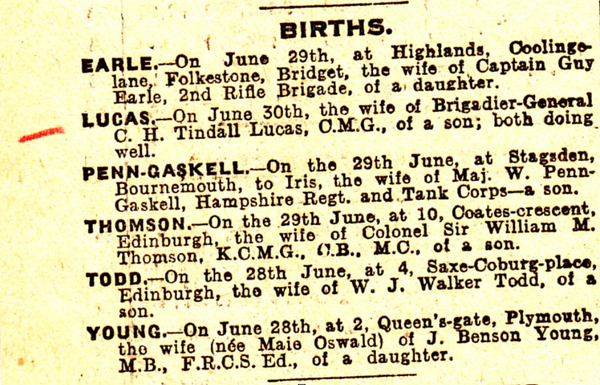 BIRTHS.
EARLE.—On June 29th, at Highlands, Coolinge-
lane, Folkestone, Bridget, the wife of Captain Guy
Earle, 2nd Rifle Brigade, of a daughter.
LUCAS.—On June 30th, the wife of Brigadier-General
C. H. Tindall Lucas, C.M.G., of a son; both doing
well.
PENN-GASKELL.—On the 29th June, at Stagsden,
Bournemouth, to Iris, the wife of Maj. W. Penn-
Gaskell, Hampshire Regt. and Tank Corps—a son.
THOMSON.—On the 29th June, at 10, Coates-crescent,
Edinburgh, the wife of Colonel Sir William M.
Thomson, K.C.M.G., C.B., M.C., of a son.
TODD.—On the 28th June, at 4, Saxe-Coburg-place,
Edinburgh, the wife of W. J. Walker Todd, of a
son.
YOUNG.—On June 28th, at 2, Queen's-gate, Plymouth,
the wife (née Maie Oswald) of J. Benson Young,
M.B., F.R.C.S. Ed., of a daughter.